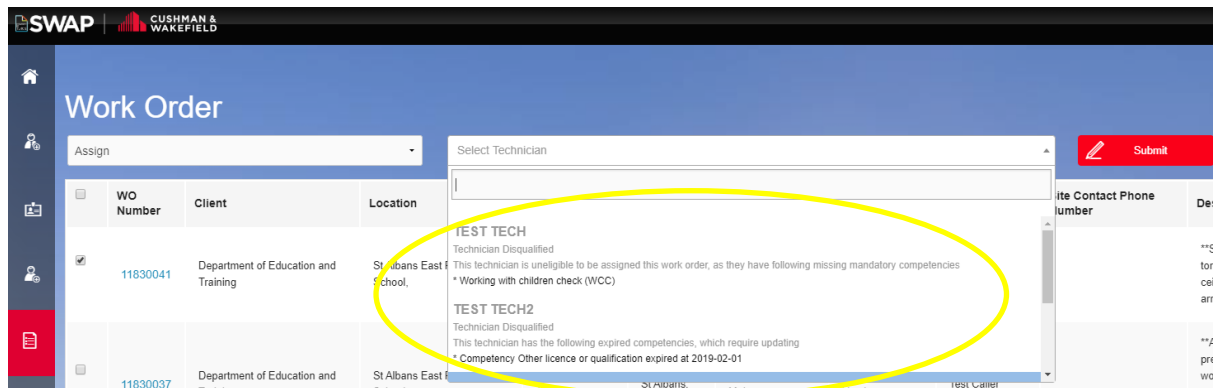 SWAP
CUSHMAN &
WAKEFIELD
Work Order
Assign
Select Technician
Submit
WO
Number
Client
Location
Site Contact Phone
Number
TEST TECH
Technician Disqualified
This technician is uneligible to be assigned this work order, as they have following missing mandatory competencies
* Working with children check (WCC)
TEST TECH2
Technician Disqualified
This technician has the following expired competencies, which require updating
* Competency Other licence or qualification expired at 2019-02-01
11830041
Department of Education and
Training
St Albans East
School,
11830037
Department of Education and
St Albans East
St Albans,
Test Caller